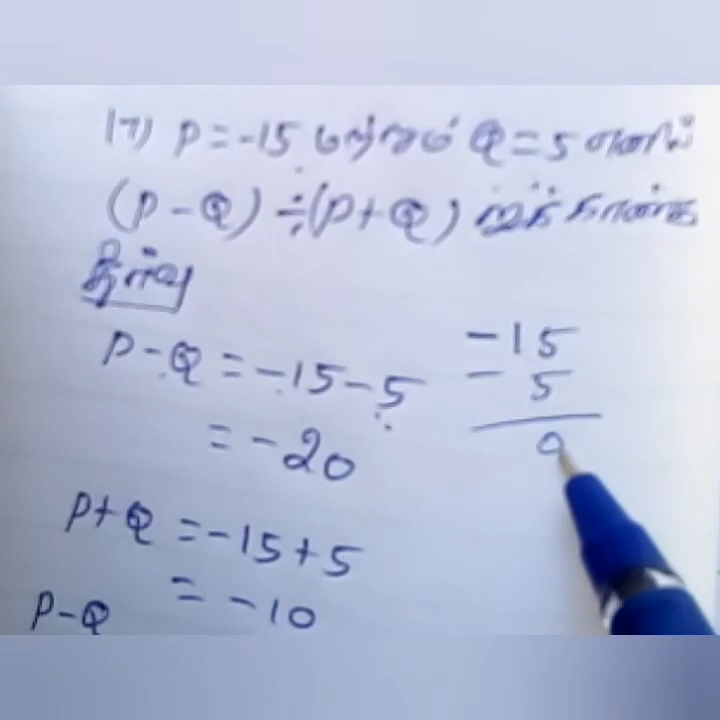 17) P = -15 மற்றும் Q = 5 எனில்
(P - Q) ÷ (P + Q) ஐக் காண்க
தீர்வு
P - Q = -15 - 5
= -20
-15
- 5
0
P + Q = -15 + 5
= -10
P - Q